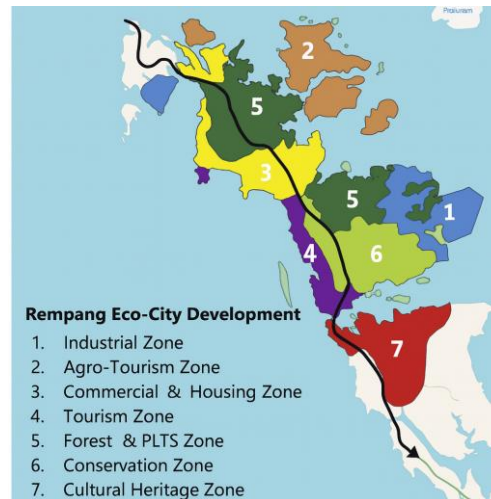 2
5
3
5
1
4
6
7
Rempang Eco-City Development
1. Industrial Zone
2. Agro-Tourism Zone
3. Commercial & Housing Zone
4. Tourism Zone
5. Forest & PLTS Zone
6. Conservation Zone
7. Cultural Heritage Zone